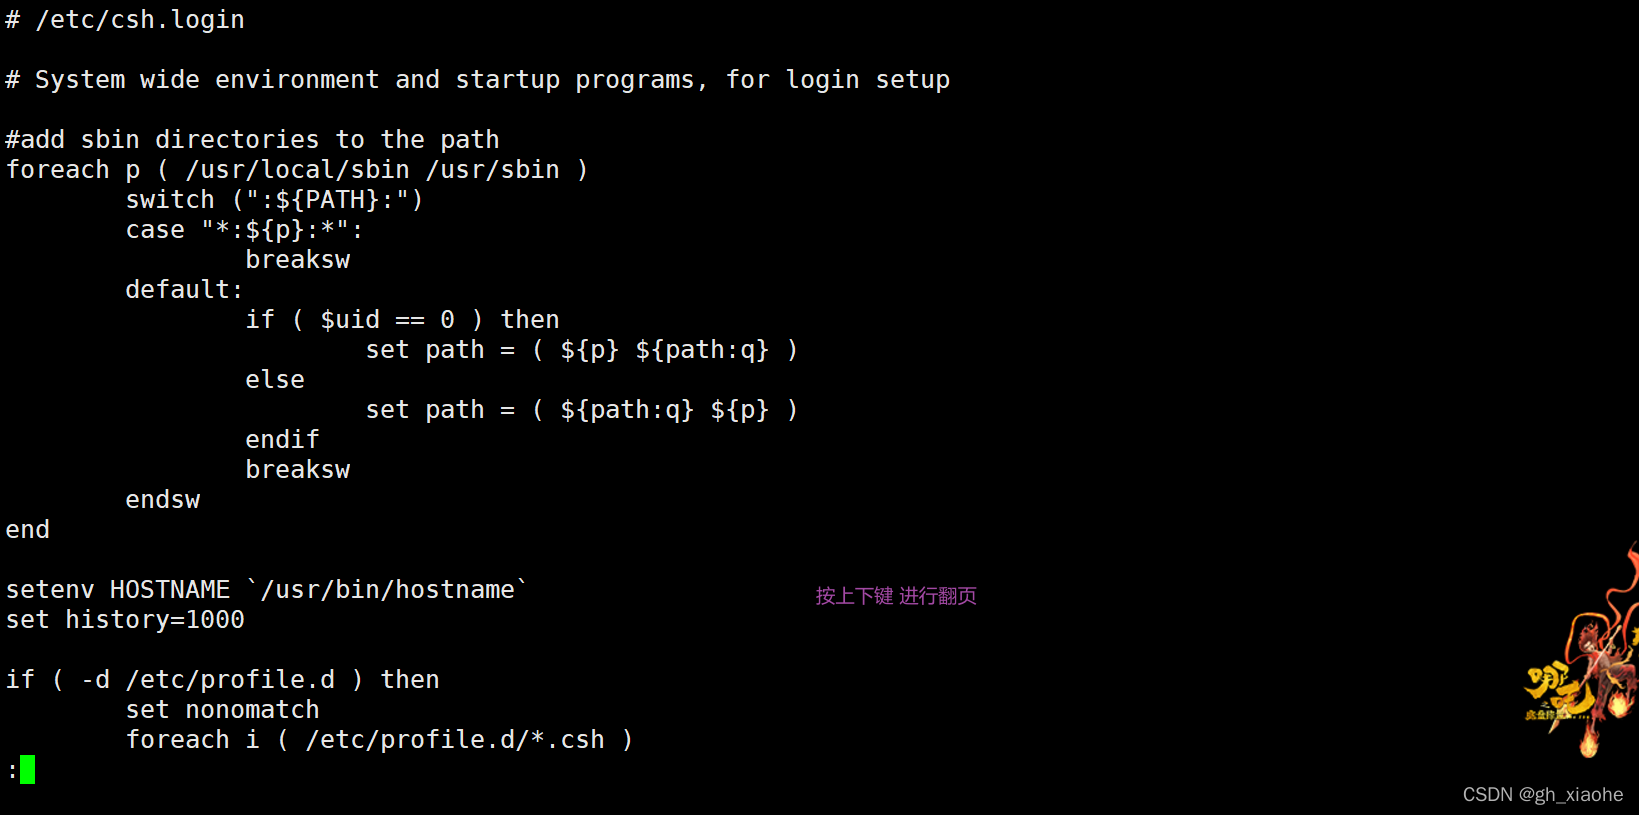 # /etc/csh.login
# System wide environment and startup programs, for login setup
#add sbin directories to the path
foreach p ( /usr/local/sbin /usr/sbin )
        switch (":${PATH}:")
        case "*:${p}:*":
                breaksw
        default:
                if ( $uid == 0 ) then
                        set path = ( ${p} ${path:q} )
                else
                        set path = ( ${path:q} ${p} )
                endif
                breaksw
        endsw
end
setenv HOSTNAME `/usr/bin/hostname`
按上下键 进行翻页
set history=1000
if ( -d /etc/profile.d ) then
        set nonomatch
        foreach i ( /etc/profile.d/*.csh )
:
哪吒
之
CSDN @gh_xiaohe